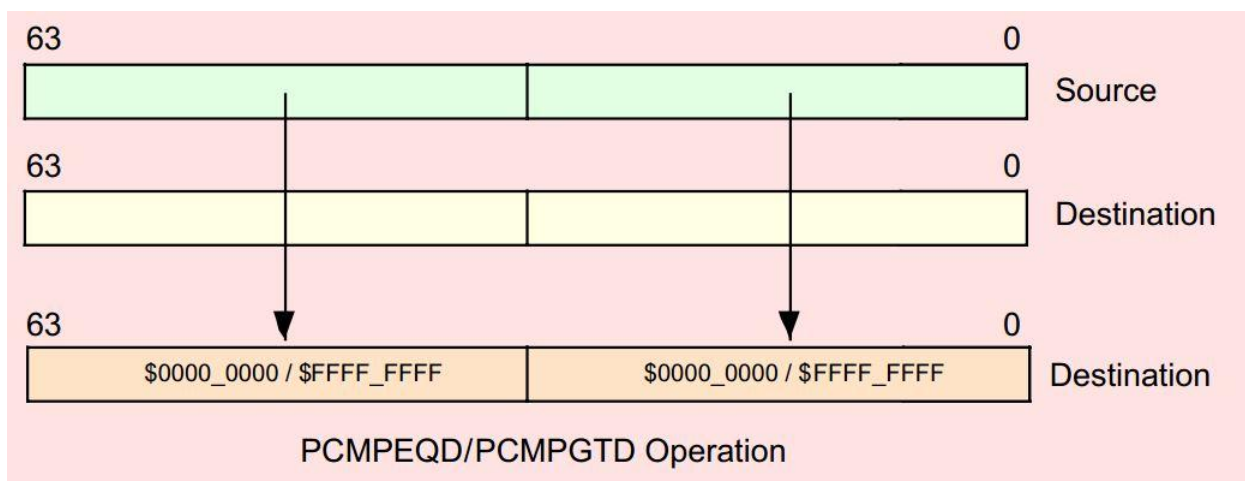 63 0
Source
63 0
Destination
63 0
$0000_0000 / $FFFF_FFFF $0000_0000 / $FFFF_FFFF Destination
PCMPEQD/PCMPGTD Operation